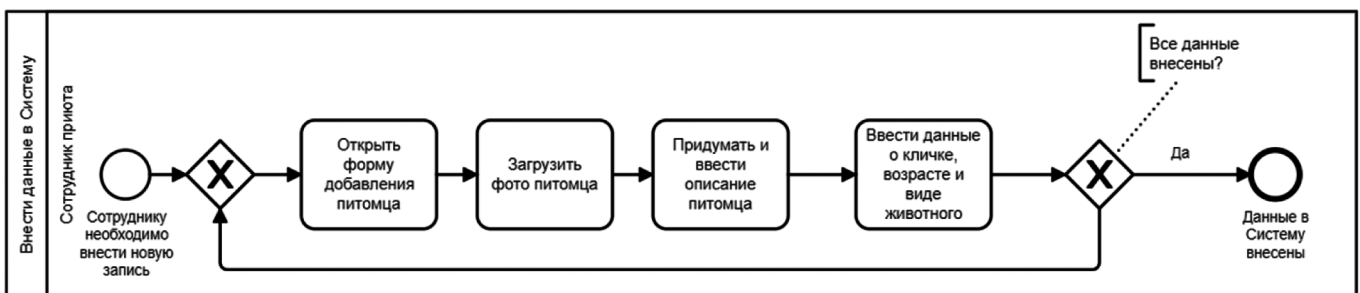 Внести данные в Систему
Сотрудник приюта
Сотруднику
необходимо
внести новую
запись
Открыть
форму
добавления
питомца
Загрузить
фото питомца
Придумать и
ввести
описание
питомца
Ввести данные
о кличке,
возрасте и
виде
животного
Все данные
внесены?
Да
Данные в
Систему
внесены